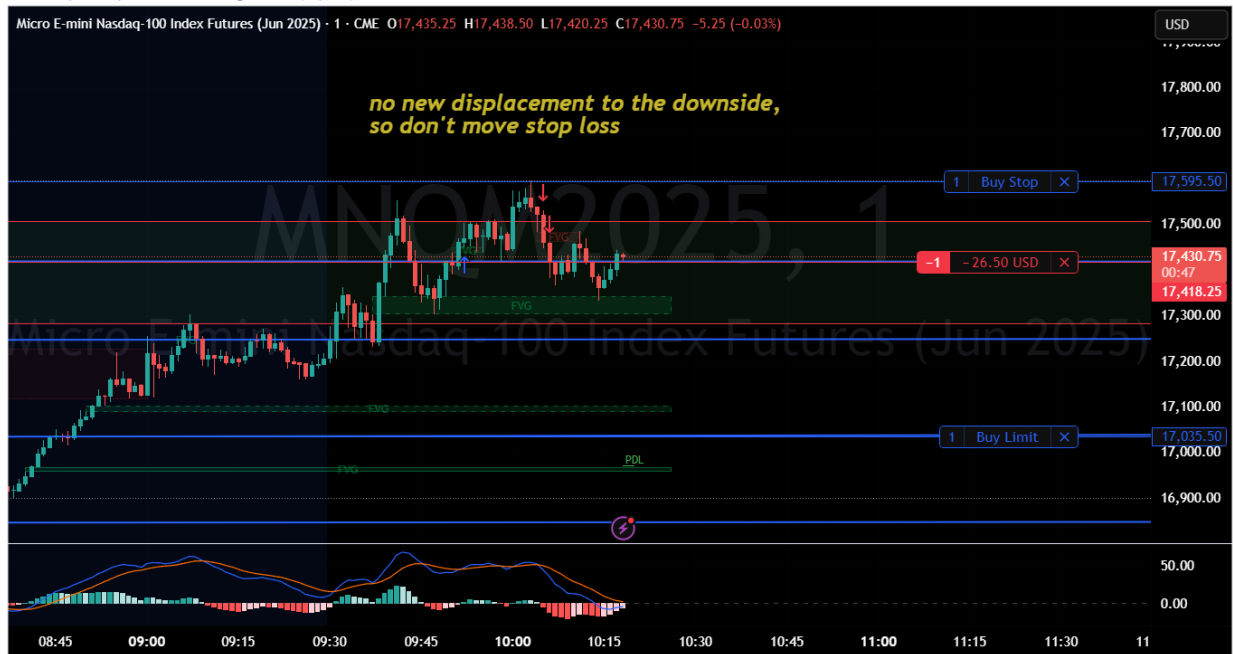 Micro E-mini Nasdaq-100 Index Futures (Jun 2025) · 1 · CME O17,435.25 H17,438.50 L17,420.25 C17,430.75 −5.25 (−0.03%)
USD
17,800.00
no new displacement to the downside,
so don't move stop loss
17,700.00
1 Buy Stop × 17,595.50
MNQM2025, 1
17,500.00
FVG
−1 −26.50 USD × 17,430.75
00:47
17,418.25
FVG
17,300.00
Micro E-mini Nasdaq-100 Index Futures (Jun 2025)
17,200.00
FVG 17,100.00
1 Buy Limit × 17,035.50
17,000.00
PDL
FVG
16,900.00
50.00
0.00
08:45 09:00 09:15 09:30 09:45 10:00 10:15 10:30 10:45 11:00 11:15 11:30 11